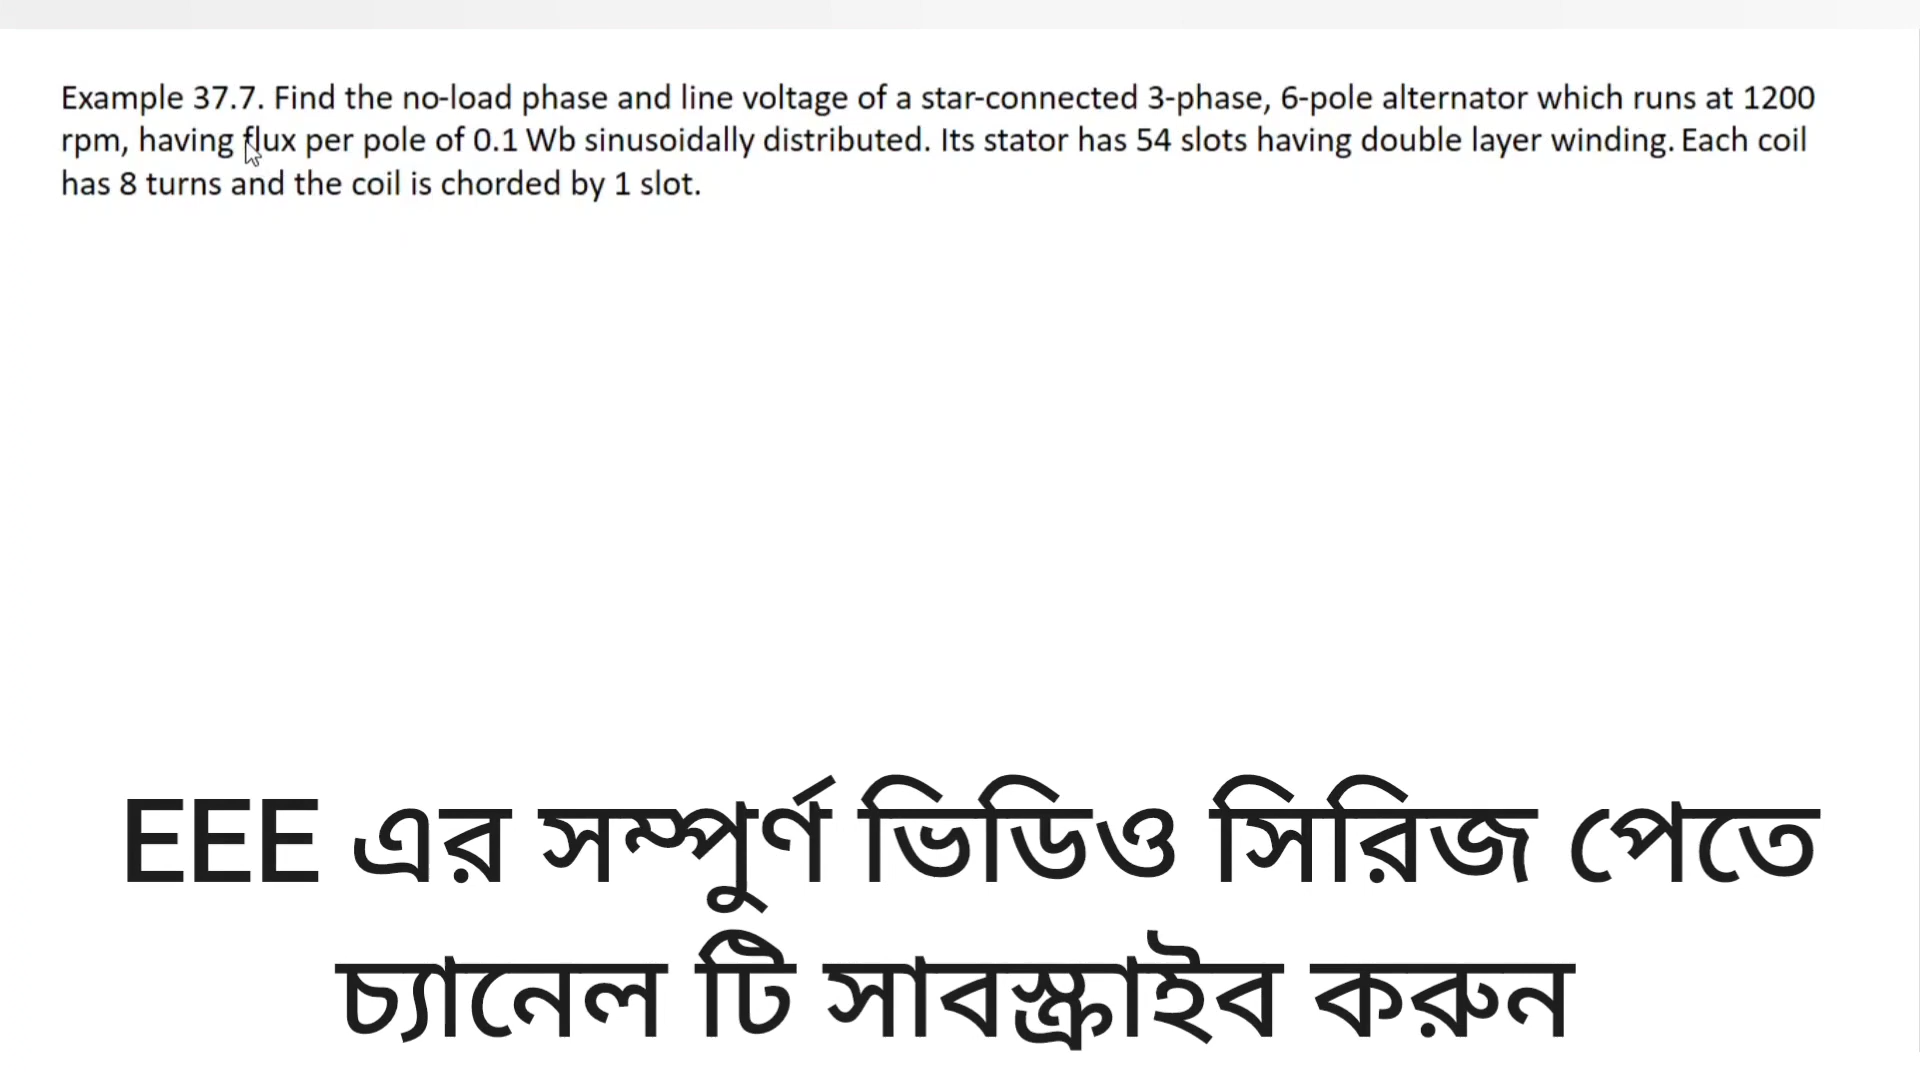 Example 37.7. Find the no-load phase and line voltage of a star-connected 3-phase, 6-pole alternator which runs at 1200
rpm, having flux per pole of 0.1 Wb sinusoidally distributed. Its stator has 54 slots having double layer winding. Each coil
has 8 turns and the coil is chorded by 1 slot.
EEE এর সম্পুর্ণ ভিডিও সিরিজ পেতে
চ্যানেল টি সাবস্ক্রাইব করুন